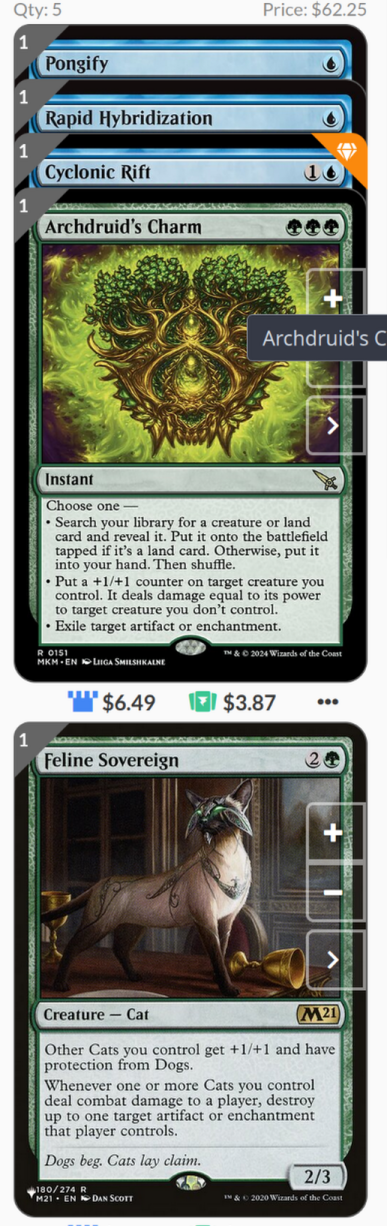 Qty: 5 Price: $62.25
1
Pongify
1
Rapid Hybridization
1
Cyclonic Rift 1
1
Archdruid's Charm
+
Archdruid's C
>
Instant
Choose one —
• Search your library for a creature or land
card and reveal it. Put it onto the battlefield
tapped if it's a land card. Otherwise, put it
into your hand. Then shuffle.
• Put a +1/+1 counter on target creature you
control. It deals damage equal to its power
to target creature you don't control.
• Exile target artifact or enchantment.
R 0151
MKM • EN LIIGA SMILSHKALNE ™ & © 2024 Wizards of the Coast
$6.49 $3.87 •••
1
Feline Sovereign 2
+
−
>
Creature — Cat M21
Other Cats you control get +1/+1 and have
protection from Dogs.
Whenever one or more Cats you control
deal combat damage to a player, destroy
up to one target artifact or enchantment
that player controls.
Dogs beg. Cats lay claim.
2/3
180/274 R
M21 • EN DAN SCOTT ™ & © 2020 Wizards of the Coast